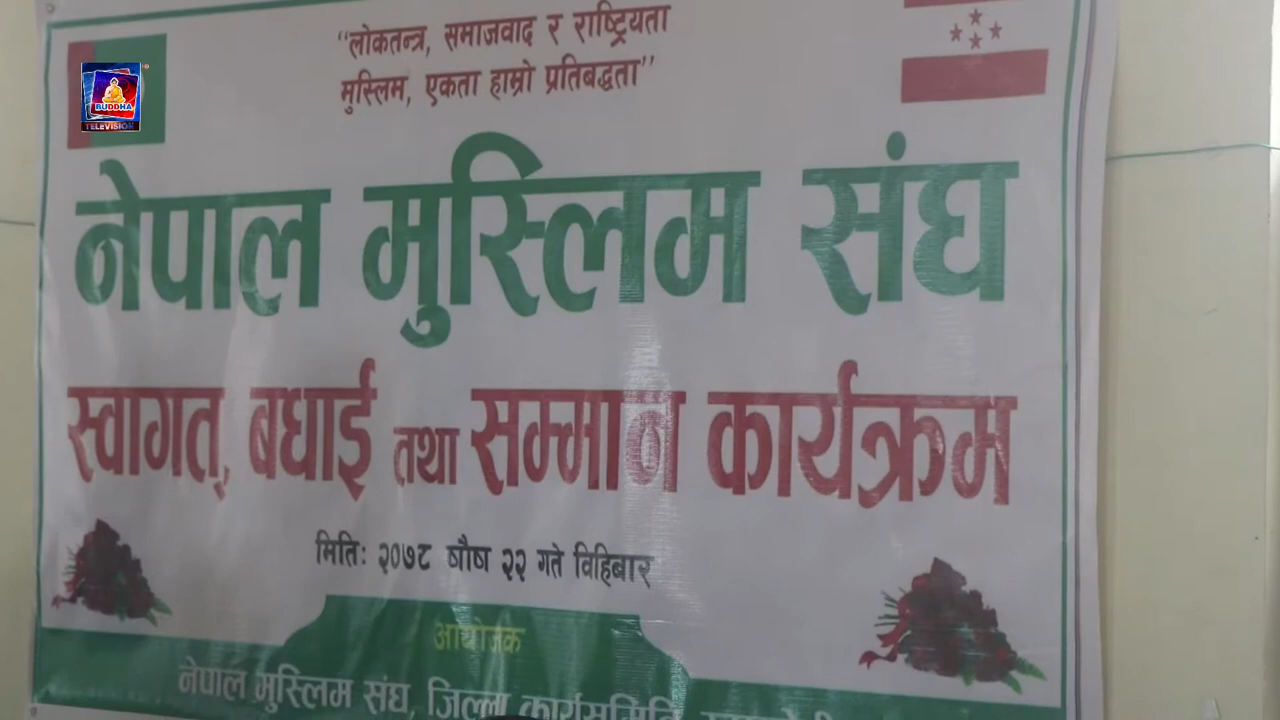 BUDDHA
TELEVISION
“लोकतन्त्र, समाजवाद र राष्ट्रियता
मुस्लिम, एकता हाम्रो प्रतिबद्धता”
नेपाल मुस्लिम संघ
स्वागत्, बधाई तथा सम्मान कार्यक्रम
मितिः २०७८ षौष २२ गते विहिबार
आयोजक
नेपाल मुस्लिम संघ, जिल्ला कार्यसमिति